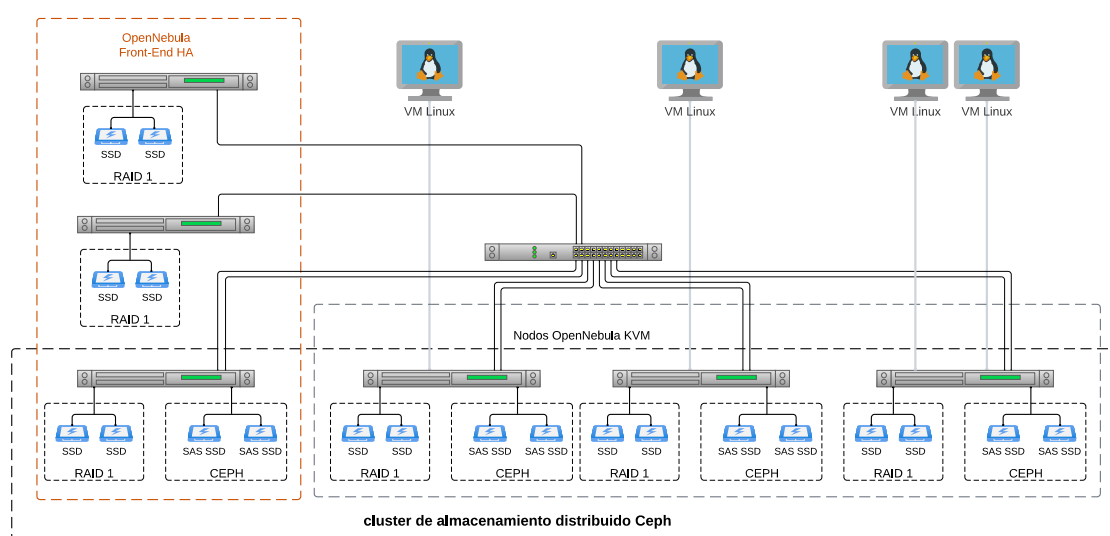 OpenNebula
Front-End HA
VM Linux
VM Linux
VM Linux
VM Linux
SSD
SSD
RAID 1
SSD
SSD
RAID 1
Nodos OpenNebula KVM
SSD
SSD
SAS SSD
SAS SSD
SSD
SSD
SAS SSD
SAS SSD
SSD
SSD
SAS SSD
SAS SSD
SSD
SSD
SAS SSD
SAS SSD
RAID 1
CEPH
RAID 1
CEPH
RAID 1
CEPH
RAID 1
CEPH
cluster de almacenamiento distribuido Ceph